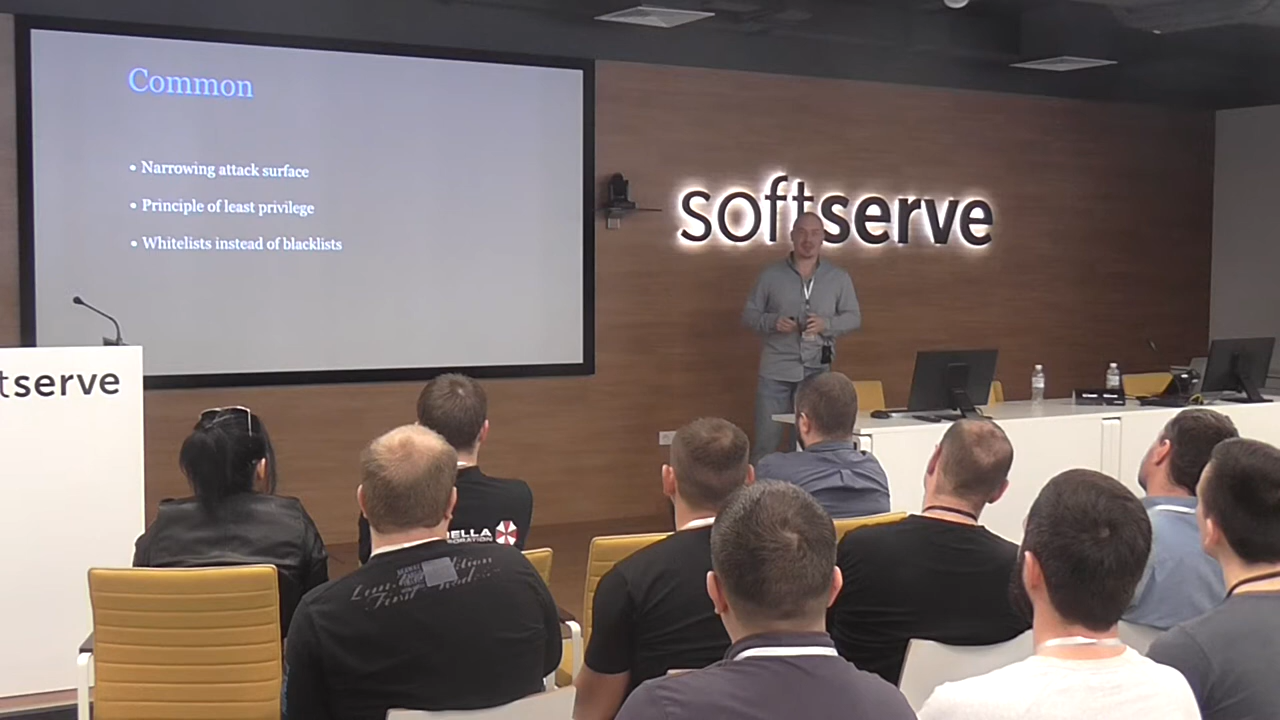 Common
• Narrowing attack surface
• Principle of least privilege
• Whitelists instead of blacklists
softserve
tserve